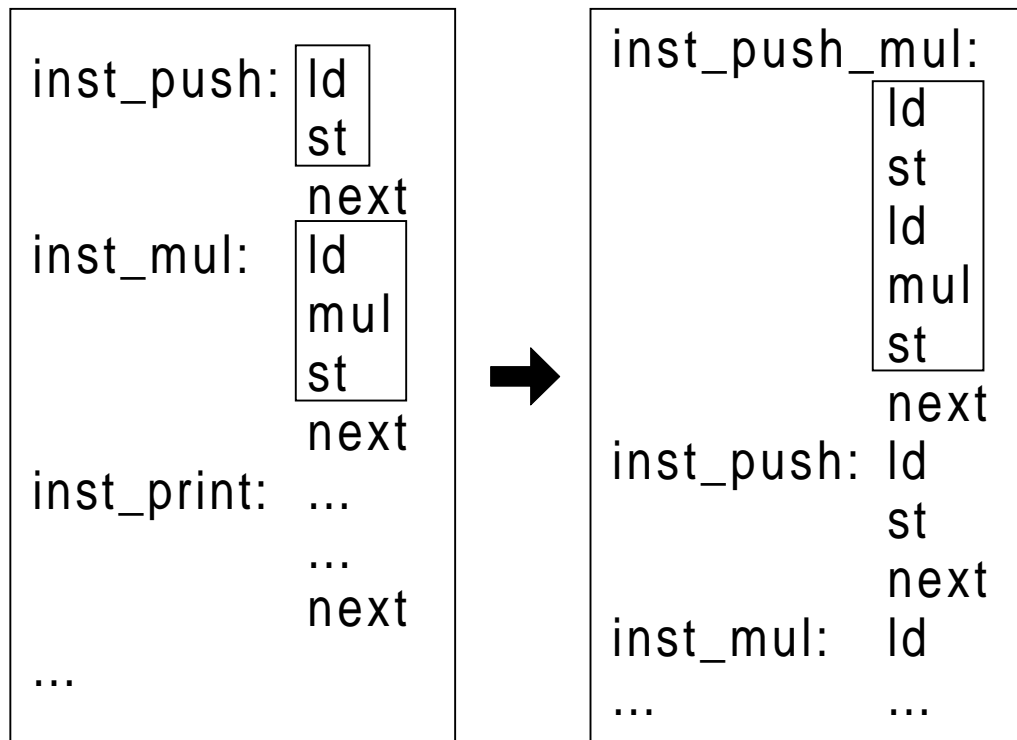 inst_push: ld
st
next
inst_mul: ld
mul
st
next
inst_print: ...
...
next
...
inst_push_mul:
ld
st
ld
mul
st
next
inst_push: ld
st
next
inst_mul: ld
... ...